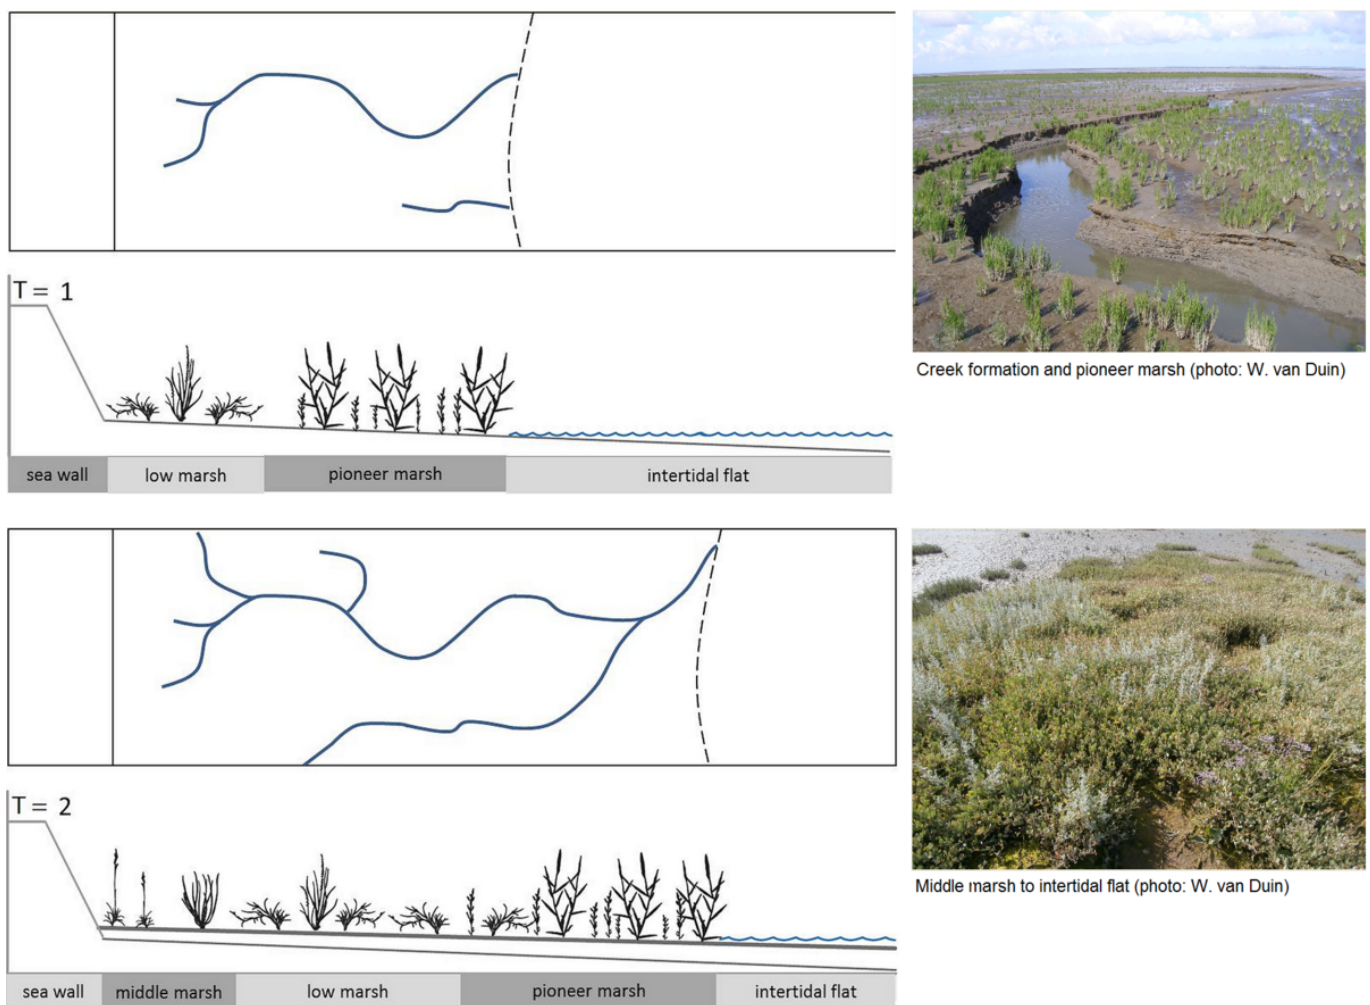 Creek formation and pioneer marsh (photo: W. van Duin)
T = 1
sea wall low marsh pioneer marsh intertidal flat
Middle marsh to intertidal flat (photo: W. van Duin)
T = 2
sea wall middle marsh low marsh pioneer marsh intertidal flat